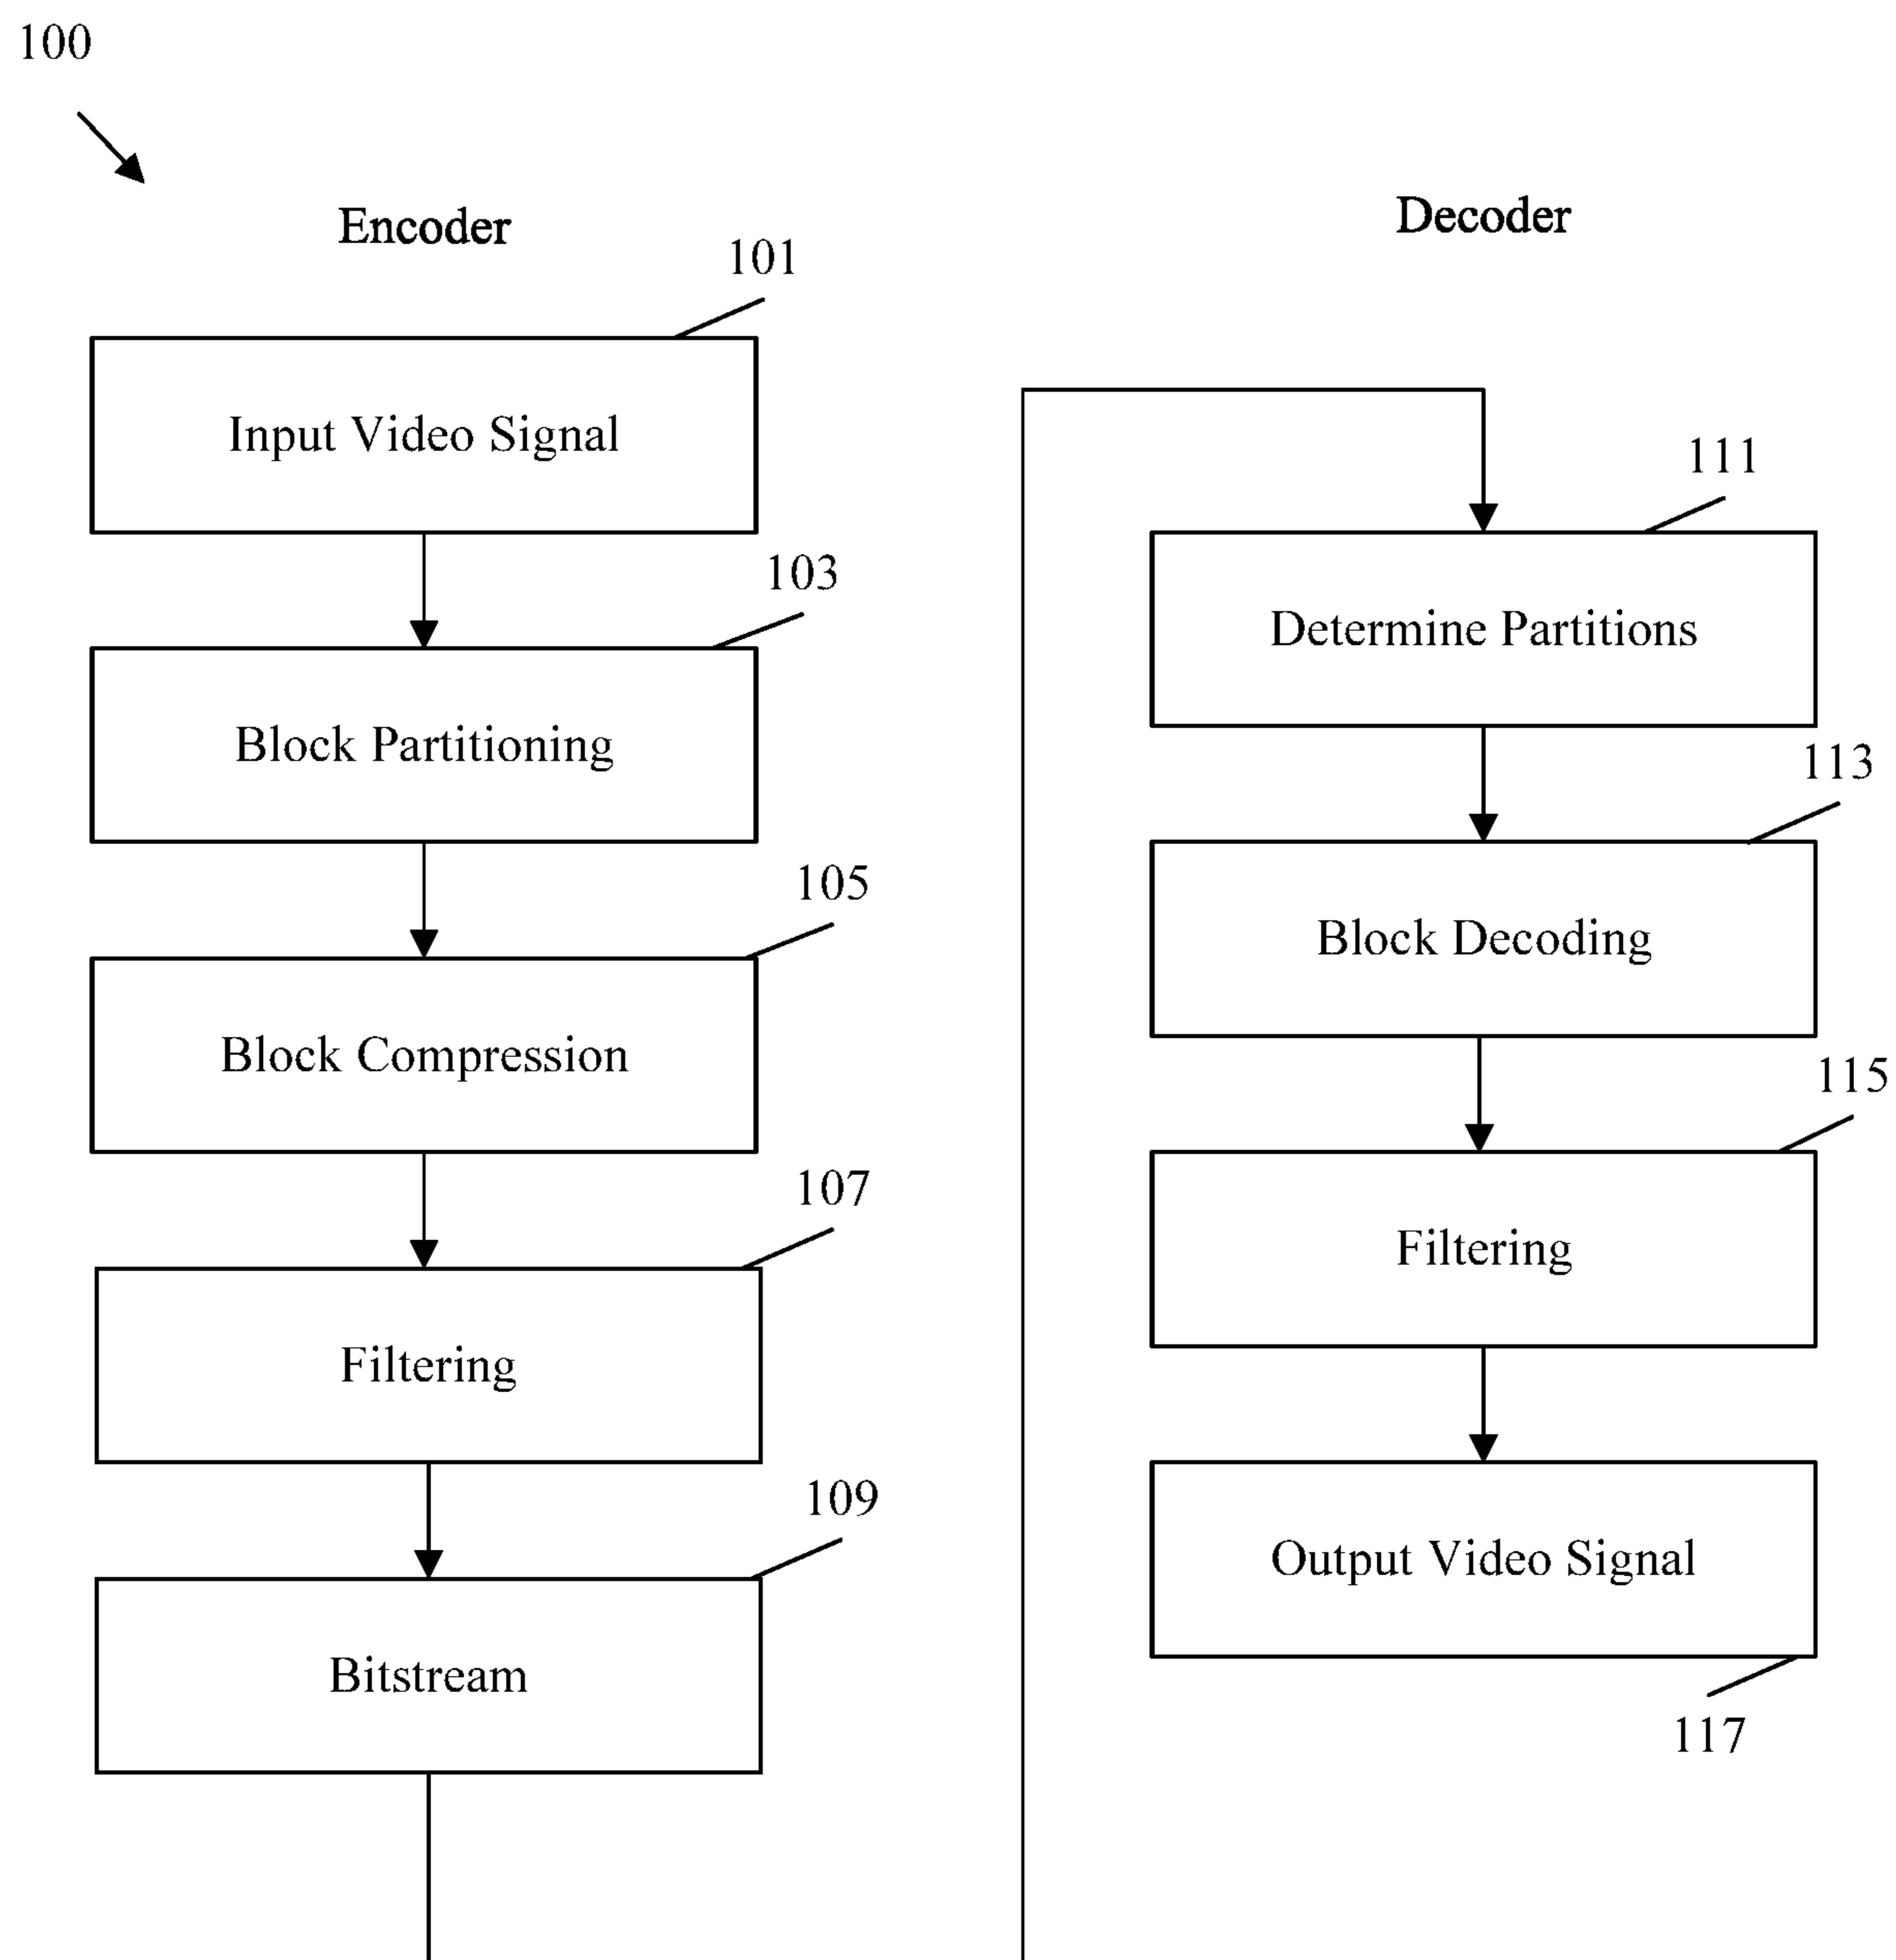 100
Encoder
101
Input Video Signal
103
Block Partitioning
105
Block Compression
107
Filtering
109
Bitstream
Decoder
111
Determine Partitions
113
Block Decoding
115
Filtering
Output Video Signal
117